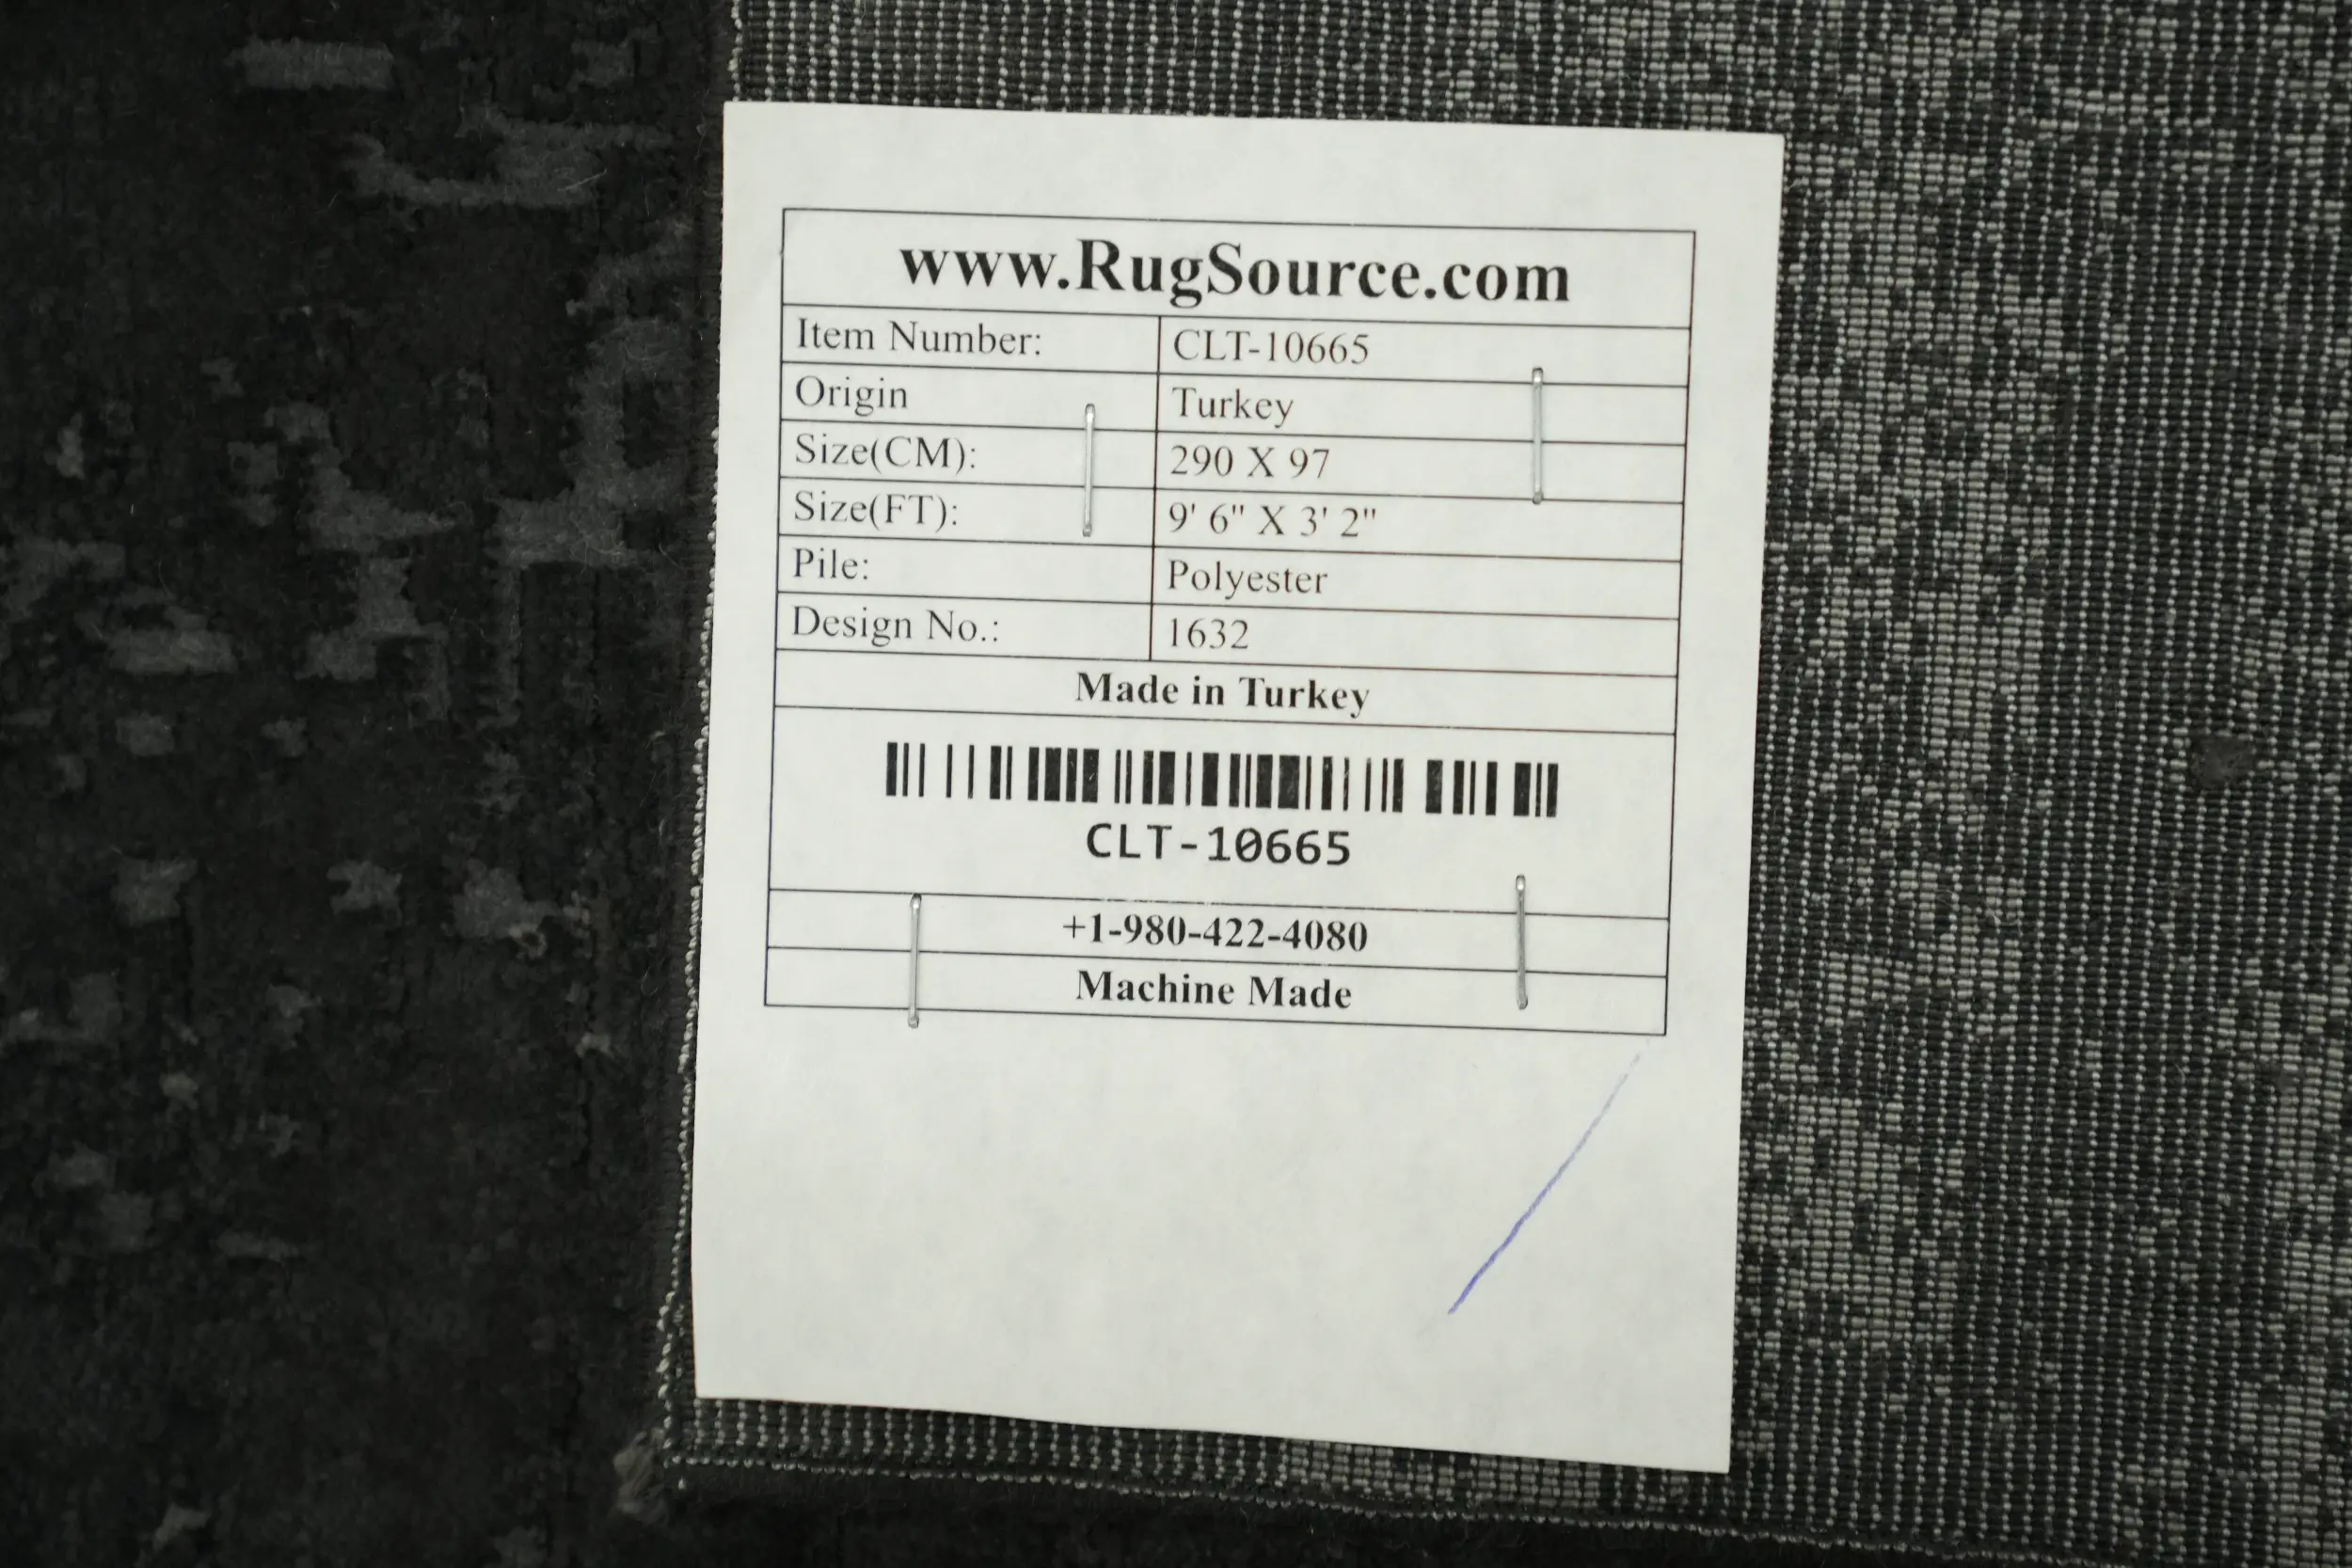 www.RugSource.com
Item Number: CLT-10665
Origin Turkey
Size(CM): 290 X 97
Size(FT): 9' 6" X 3' 2"
Pile: Polyester
Design No.: 1632
Made in Turkey
CLT-10665
+1-980-422-4080
Machine Made